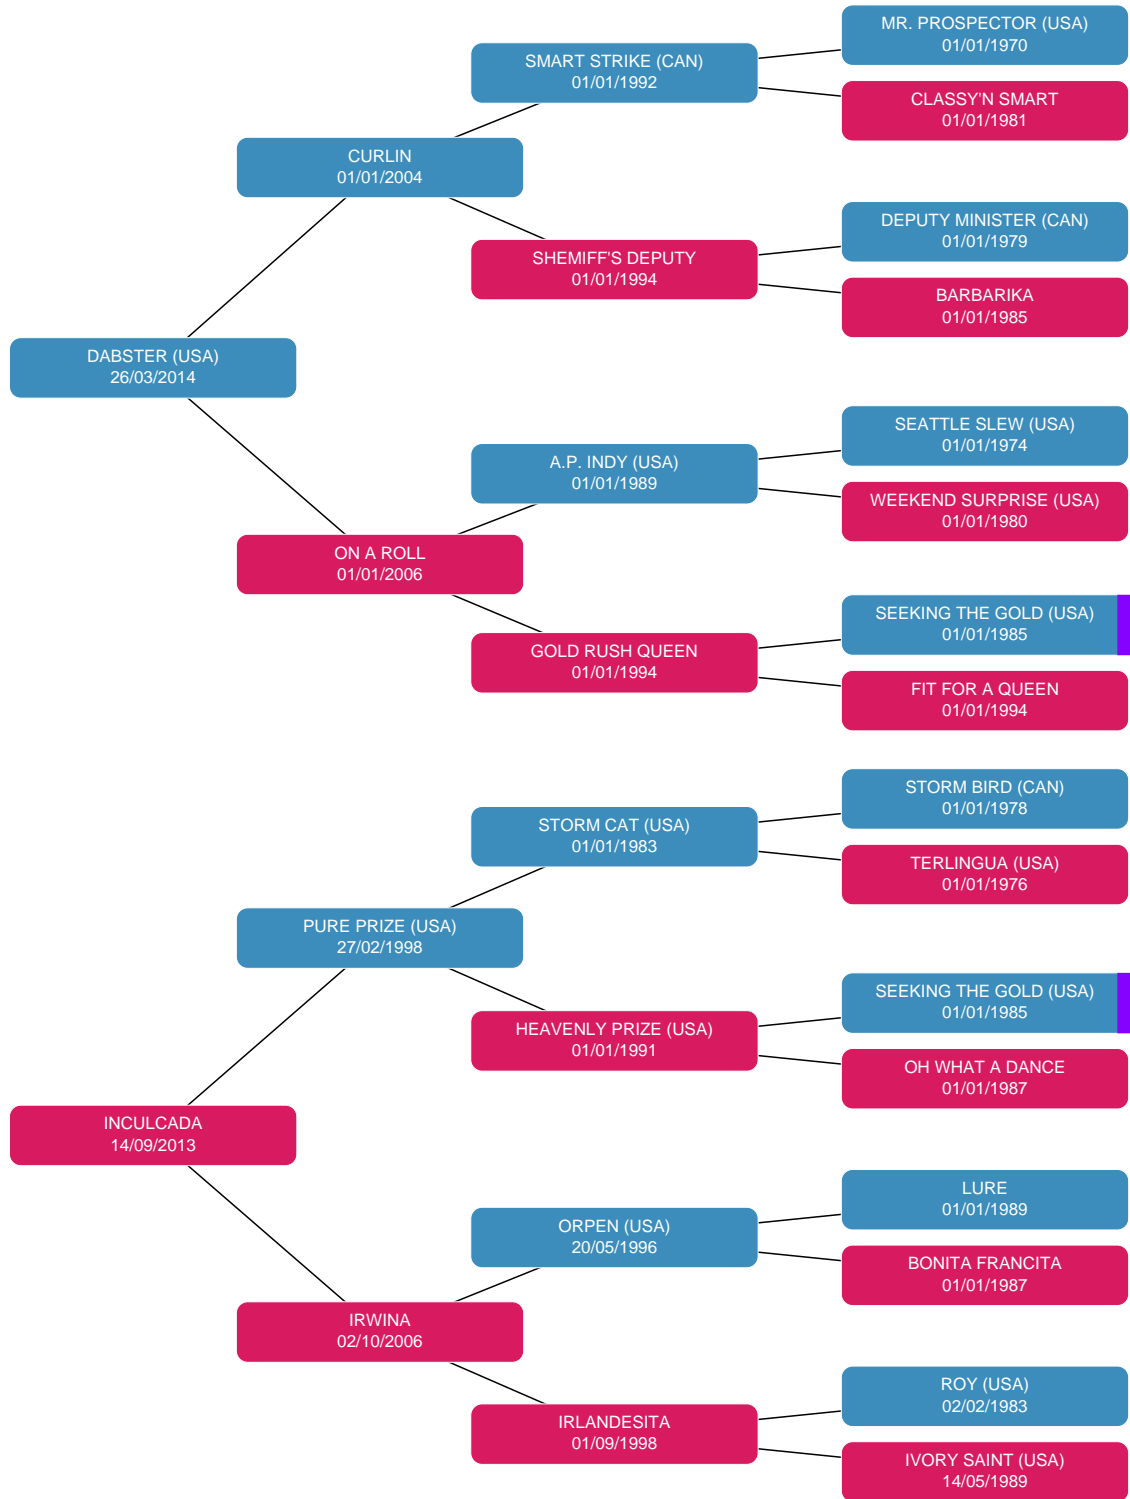 MR. PROSPECTOR (USA)
01/01/1970
SMART STRIKE (CAN)
01/01/1992
CLASSY'N SMART
01/01/1981
CURLIN
01/01/2004
DEPUTY MINISTER (CAN)
01/01/1979
SHEMIFF'S DEPUTY
01/01/1994
BARBARIKA
01/01/1985
DABSTER (USA)
26/03/2014
SEATTLE SLEW (USA)
01/01/1974
A.P. INDY (USA)
01/01/1989
WEEKEND SURPRISE (USA)
01/01/1980
ON A ROLL
01/01/2006
SEEKING THE GOLD (USA)
01/01/1985
GOLD RUSH QUEEN
01/01/1994
FIT FOR A QUEEN
01/01/1994
STORM BIRD (CAN)
01/01/1978
STORM CAT (USA)
01/01/1983
TERLINGUA (USA)
01/01/1976
PURE PRIZE (USA)
27/02/1998
SEEKING THE GOLD (USA)
01/01/1985
HEAVENLY PRIZE (USA)
01/01/1991
OH WHAT A DANCE
01/01/1987
INCULCADA
14/09/2013
LURE
01/01/1989
ORPEN (USA)
20/05/1996
BONITA FRANCITA
01/01/1987
IRWINA
02/10/2006
ROY (USA)
02/02/1983
IRLANDESITA
01/09/1998
IVORY SAINT (USA)
14/05/1989